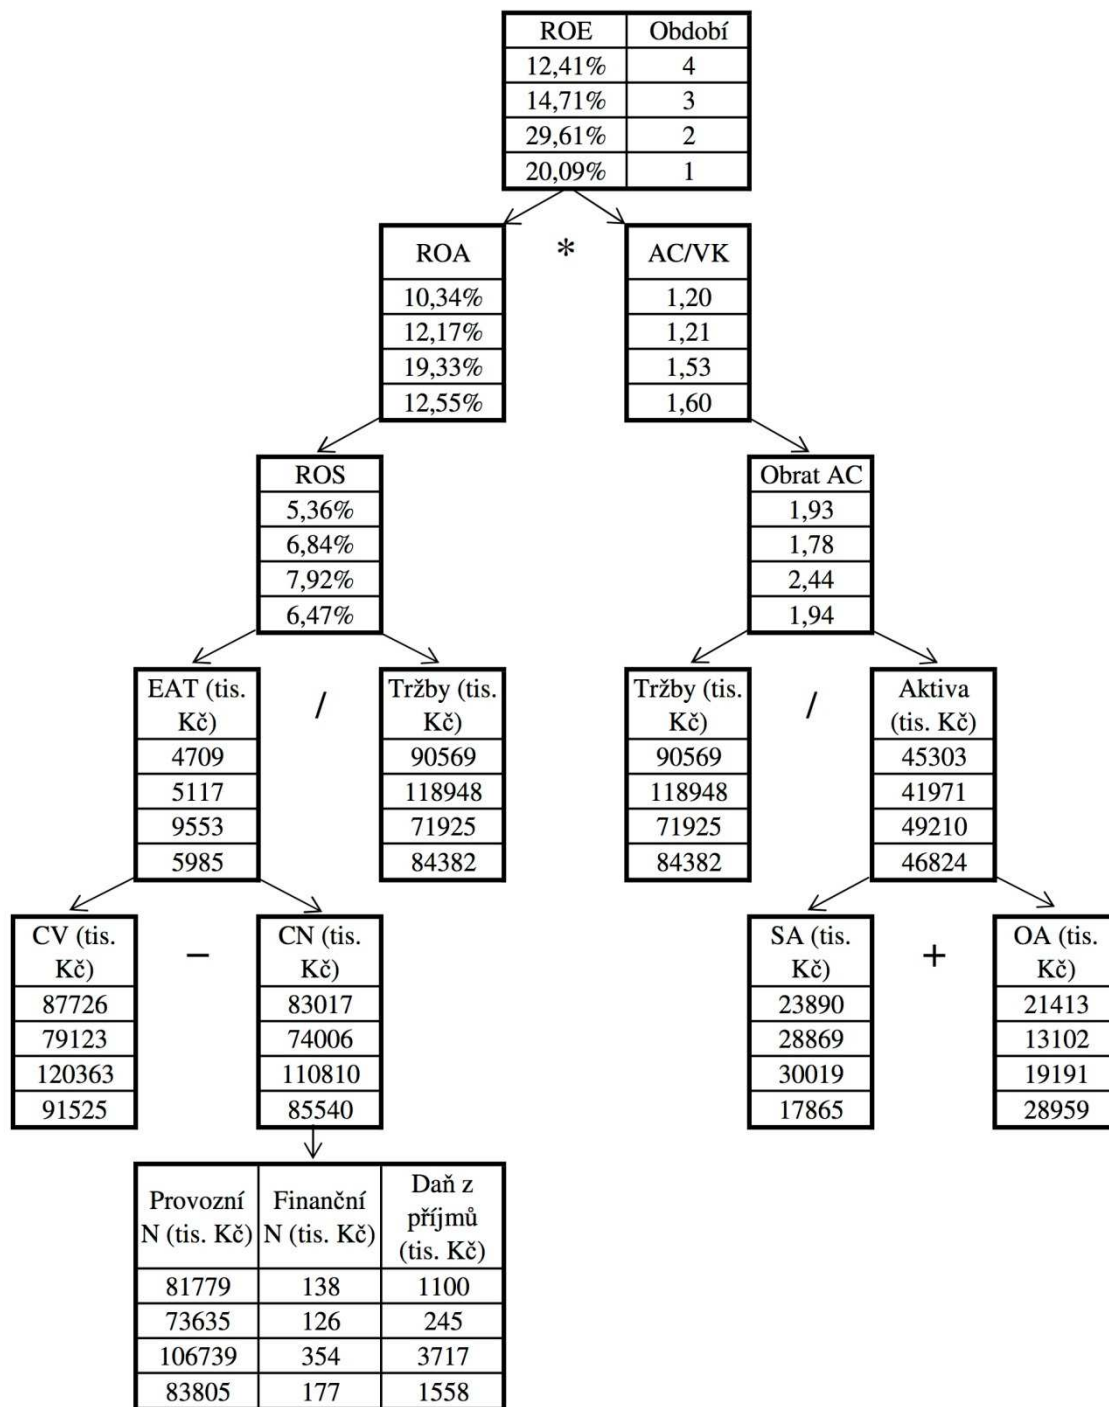 ROE Období
12,41% 4
14,71% 3
29,61% 2
20,09% 1
ROA * AC/VK
10,34% 1,20
12,17% 1,21
19,33% 1,53
12,55% 1,60
ROS Obrat AC
5,36% 1,93
6,84% 1,78
7,92% 2,44
6,47% 1,94
EAT (tis. / Tržby (tis. Tržby (tis. / Aktiva
Kč) Kč) Kč) (tis. Kč)
4709 90569 90569 45303
5117 118948 118948 41971
9553 71925 71925 49210
5985 84382 84382 46824
CV (tis. – CN (tis. SA (tis. + OA (tis.
Kč) Kč) Kč) Kč)
87726 83017 23890 21413
79123 74006 28869 13102
120363 110810 30019 19191
91525 85540 17865 28959
Provozní Finanční Daň z
N (tis. Kč) N (tis. Kč) příjmů
(tis. Kč)
81779 138 1100
73635 126 245
106739 354 3717
83805 177 1558